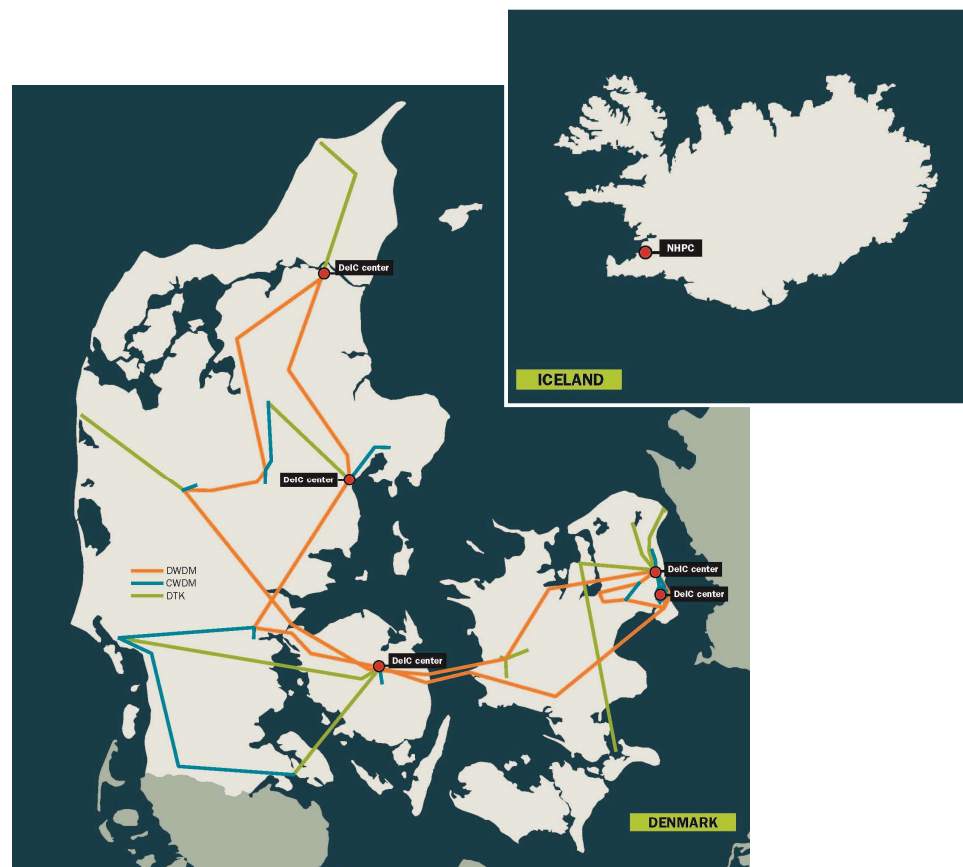 NHPC
ICELAND
DeIC center
DeIC center
DWDM
CWDM
DTK
DeIC center
DeIC center
DeIC center
DENMARK